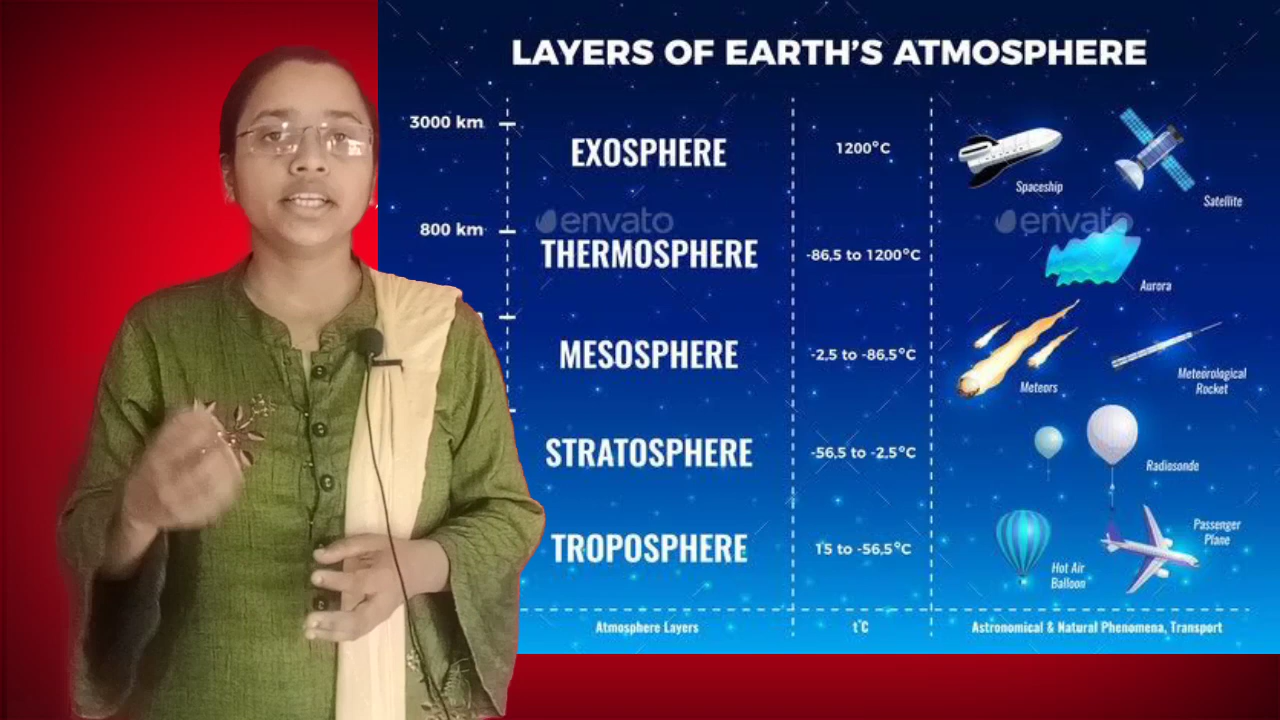 LAYERS OF EARTH'S ATMOSPHERE
3000 km
EXOSPHERE
1200°C
Spaceship
Satellite
envato
envato
800 km
THERMOSPHERE
-86,5 to 1200°C
Aurora
MESOSPHERE
-2,5 to -86,5°C
Meteors
Meteorological
Rocket
STRATOSPHERE
-56,5 to -2,5°C
Radiosonde
TROPOSPHERE
15 to -56,5°C
Hot Air
Balloon
Passenger
Plane
Atmosphere Layers
t°C
Astronomical & Natural Phenomena, Transport